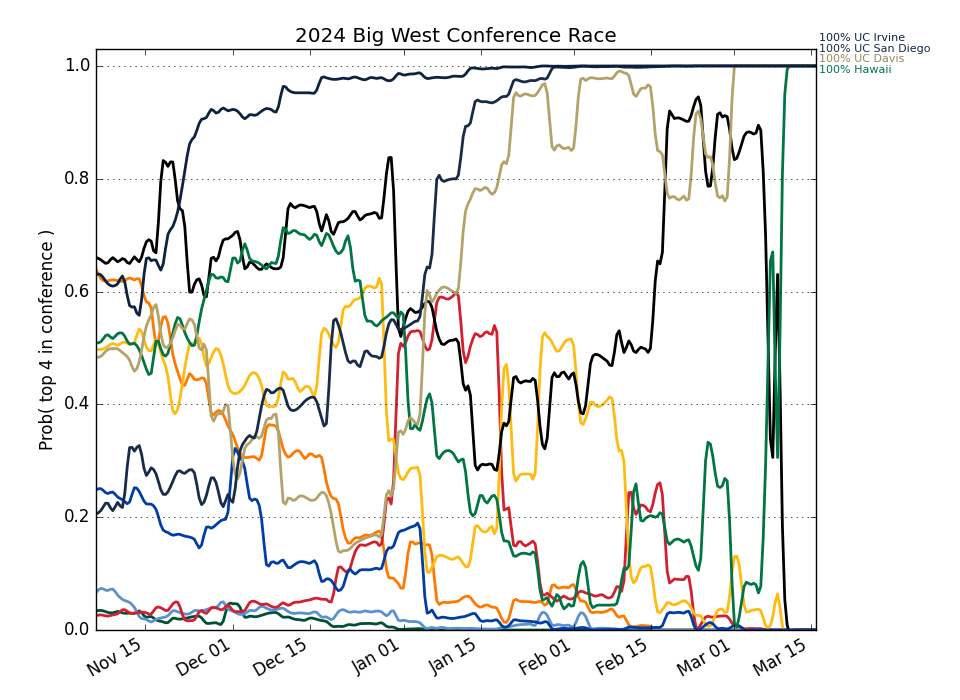 2024 Big West Conference Race
100% UC Irvine
100% UC San Diego
100% UC Davis
100% Hawaii
Prob( top 4 in conference )
1.0
0.8
0.6
0.4
0.2
0.0
Nov 15
Dec 01
Dec 15
Jan 01
Jan 15
Feb 01
Feb 15
Mar 01
Mar 15